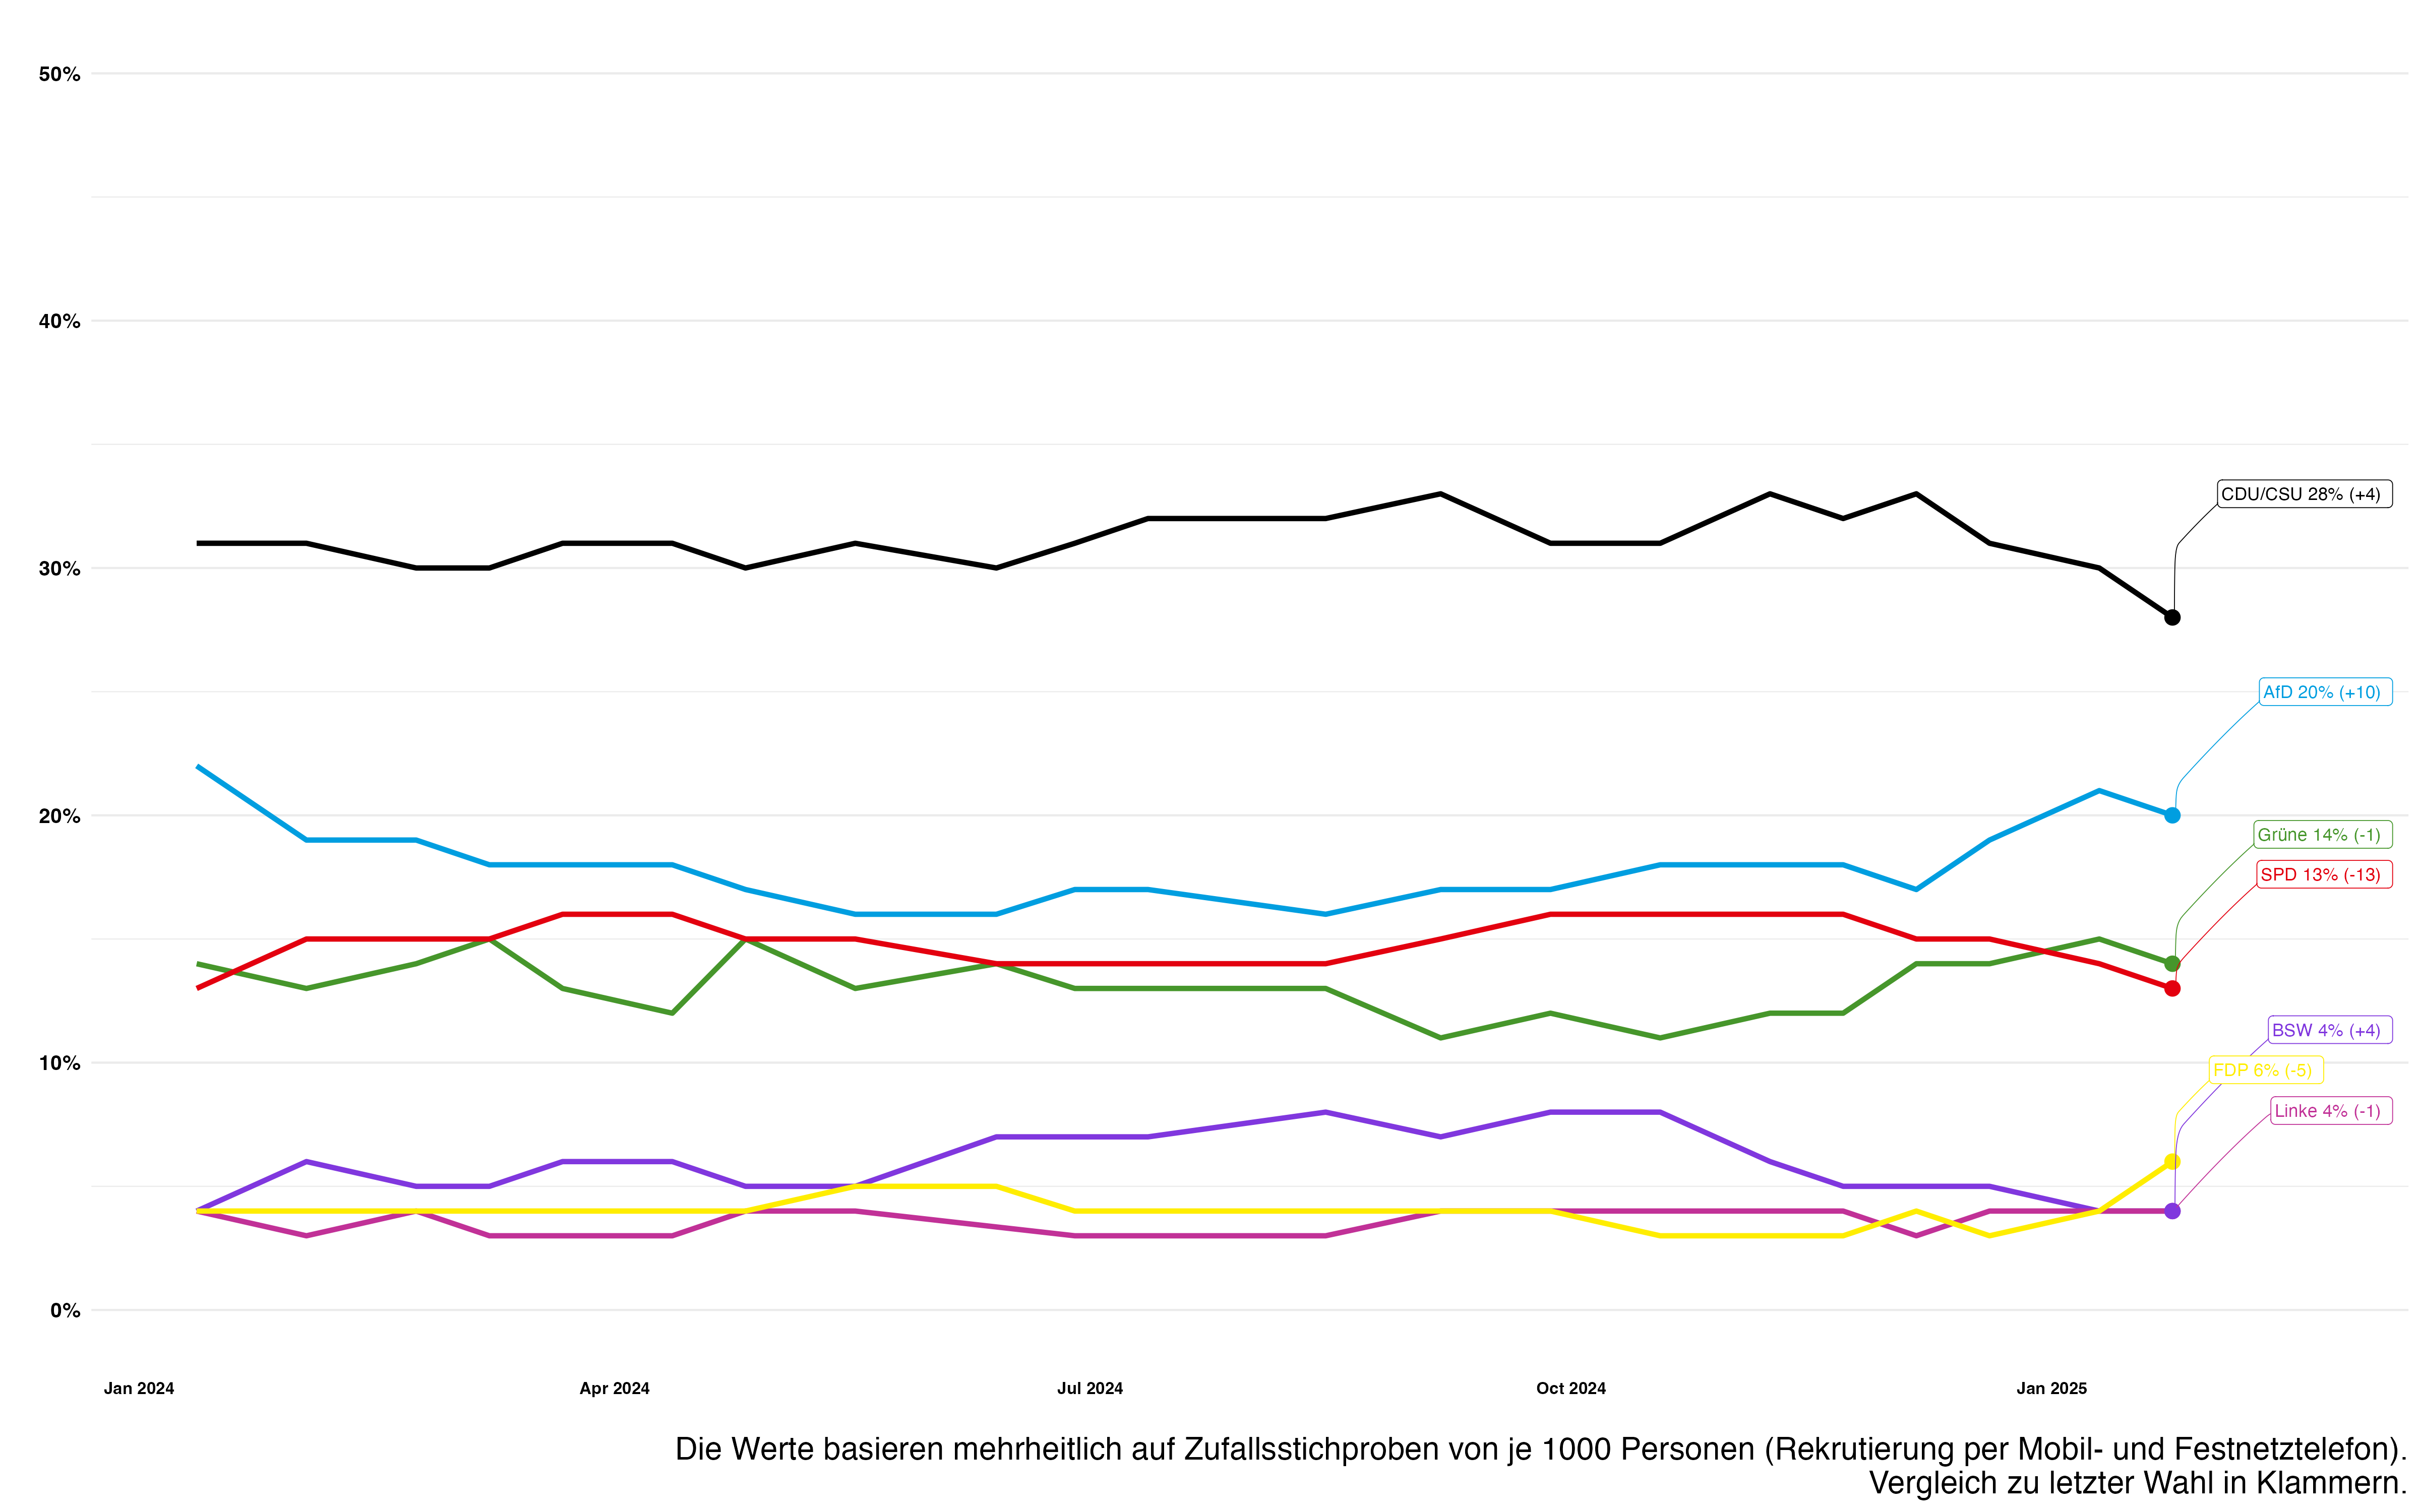 50%
40%
30%
20%
10%
0%
CDU/CSU 28% (+4)
AfD 20% (+10)
Grüne 14% (-1)
SPD 13% (-13)
BSW 4% (+4)
FDP 6% (-5)
Linke 4% (-1)
Jan 2024
Apr 2024
Jul 2024
Oct 2024
Jan 2025
Die Werte basieren mehrheitlich auf Zufallsstichproben von je 1000 Personen (Rekrutierung per Mobil- und Festnetztelefon).
Vergleich zu letzter Wahl in Klammern.